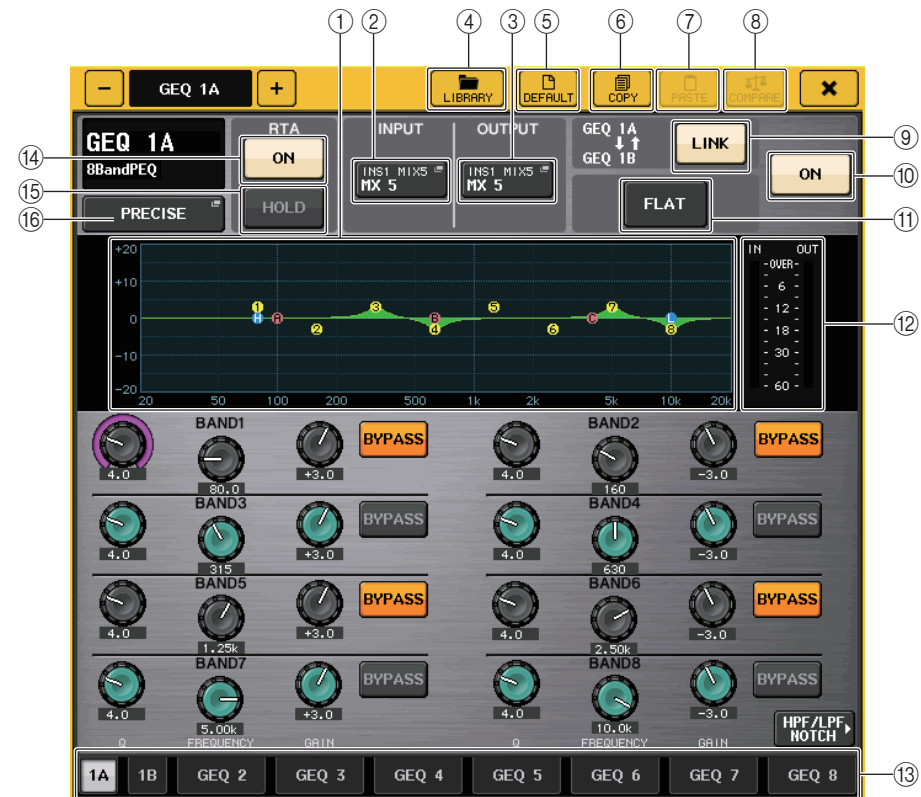 ① ② ④ ③ ⑤ ⑥ ⑦ ⑧
− GEQ 1A + LIBRARY DEFAULT COPY PASTE COMPARE ×
GEQ 1A
8BandPEQ
RTA
ON
HOLD
PRECISE
INPUT
INS1 MIX5
MX 5
OUTPUT
INS1 MIX5
MX 5
GEQ 1A
↓↑
GEQ 1B
LINK
FLAT
ON
⑭
⑮
⑯
⑨
⑩
⑪
+20
+10
0
−10
−20
1 H A 2 3 B 4 5 6 C 7 L 8
20 50 100 200 500 1k 2k 5k 10k 20k
IN OUT
-OVER-
6
12
18
30
60
⑫
BAND1
4.0 80.0 +3.0 BYPASS
BAND2
4.0 160 -3.0 BYPASS
BAND3
4.0 315 +3.0 BYPASS
BAND4
4.0 630 -3.0 BYPASS
BAND5
4.0 1.25k +3.0 BYPASS
BAND6
4.0 2.50k -3.0 BYPASS
BAND7
4.0 5.00k +3.0 BYPASS
BAND8
4.0 10.0k -3.0 BYPASS
Q FREQUENCY GAIN Q FREQUENCY GAIN
HPF/LPF
NOTCH
1A 1B GEQ 2 GEQ 3 GEQ 4 GEQ 5 GEQ 6 GEQ 7 GEQ 8
⑬